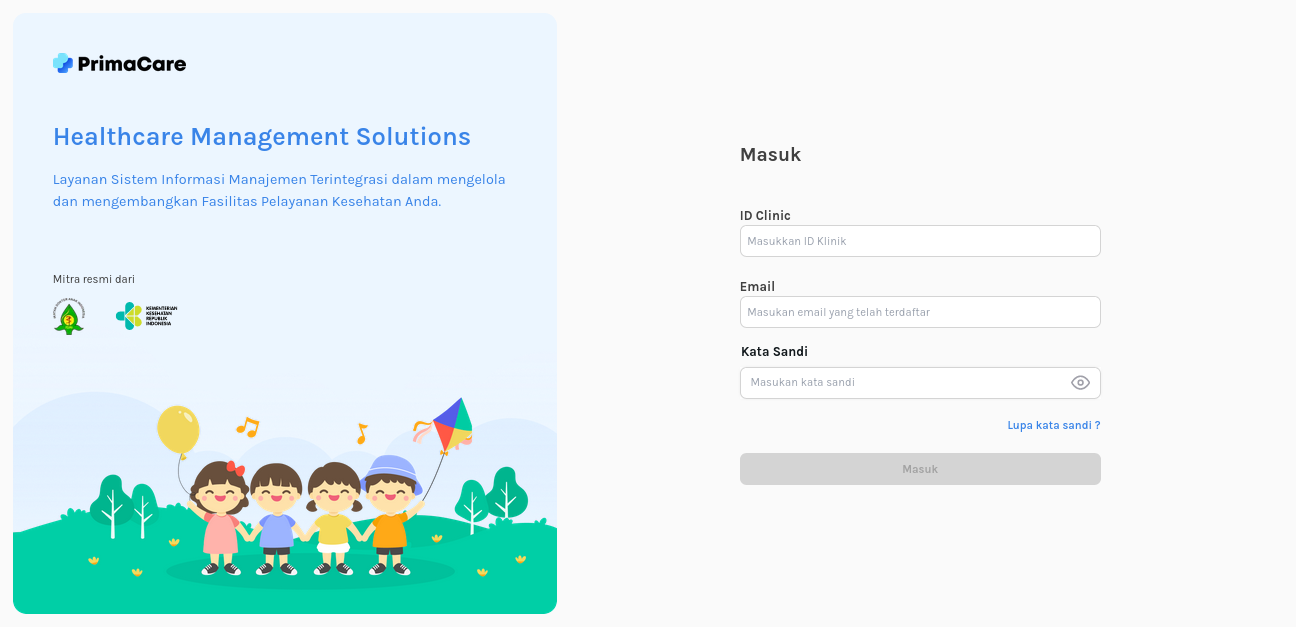 PrimaCare
Healthcare Management Solutions
Layanan Sistem Informasi Manajemen Terintegrasi dalam mengelola
dan mengembangkan Fasilitas Pelayanan Kesehatan Anda.
Mitra resmi dari
KEMENTERIAN
KESEHATAN
REPUBLIK
INDONESIA
Masuk
ID Clinic
Masukkan ID Klinik
Email
Masukan email yang telah terdaftar
Kata Sandi
Masukan kata sandi
Lupa kata sandi ?
Masuk